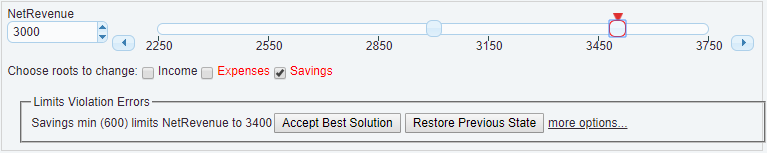 NetRevenue
3000
2250 2550 2850 3150 3450 3750
Choose roots to change: Income Expenses Savings
Limits Violation Errors
Savings min (600) limits NetRevenue to 3400 Accept Best Solution Restore Previous State more options...